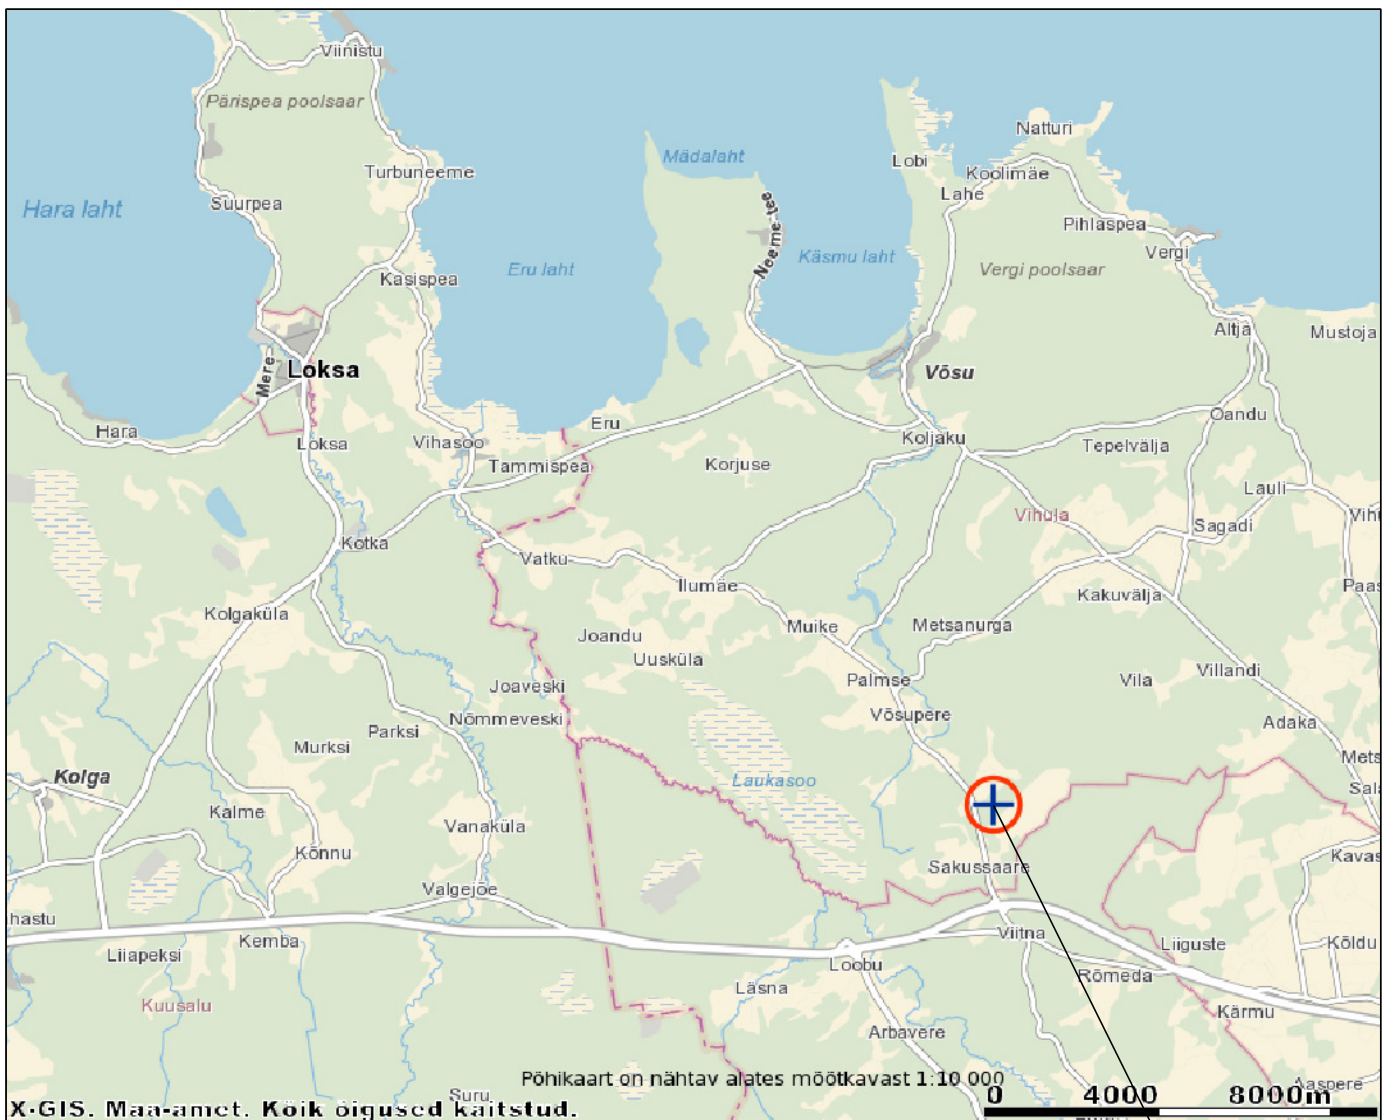 Viinistu
Pärispea poolsaar
Natturi
Mädalaht
Lobi
Turbuneeme
Koolimäe
Lahe
Hara laht
Suurpea
Neeme tee
Pihlaspea
Vergi
Käsmu laht
Eru laht
Vergi poolsaar
Kasispea
Altja
Mustoja
Mere
Loksa
Võsu
Oandu
Hara
Eru
Loksa
Vihasoo
Koljaku
Tepelvälja
Tammispea
Korjuse
Lauli
Vihula
Vihu
Sagadi
Kotka
Vatku
Ilumäe
Kakuvälja
Paas
Kolgaküla
Muike
Metsanurga
Joandu
Uusküla
Villandi
Joaveski
Palmse
Vila
Nõmmeveski
Võsupere
Adaka
Parksi
Murksi
Mets
Kolga
Laukasoo
Sala
Kalme
Vanaküla
Kõnnu
Kavas
Sakussaare
Valgejõe
hastu
Viitna
Kemba
Liiguste
Kõldu
Liiapeksi
Loobu
Rõmeda
Läsna
Kuusalu
Kärmu
Arbavere
Põhikaart on nähtav alates mõõtkavast 1:10 000
0 4000 8000m
Aaspere
Suru
X-GIS. Maa-amet. Kõik õigused kaitstud.